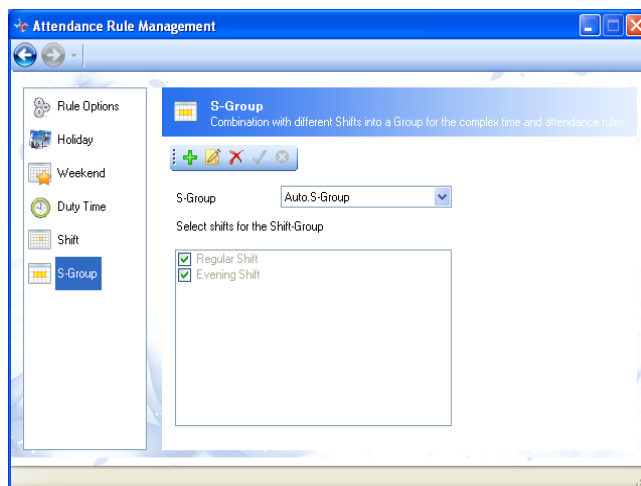 Attendance Rule Management
Rule Options
Holiday
Weekend
Duty Time
Shift
S-Group
S-Group
Combination with different Shifts into a Group for the complex time and attendance rules
S-Group
Auto.S-Group
Select shifts for the Shift-Group
Regular Shift
Evening Shift